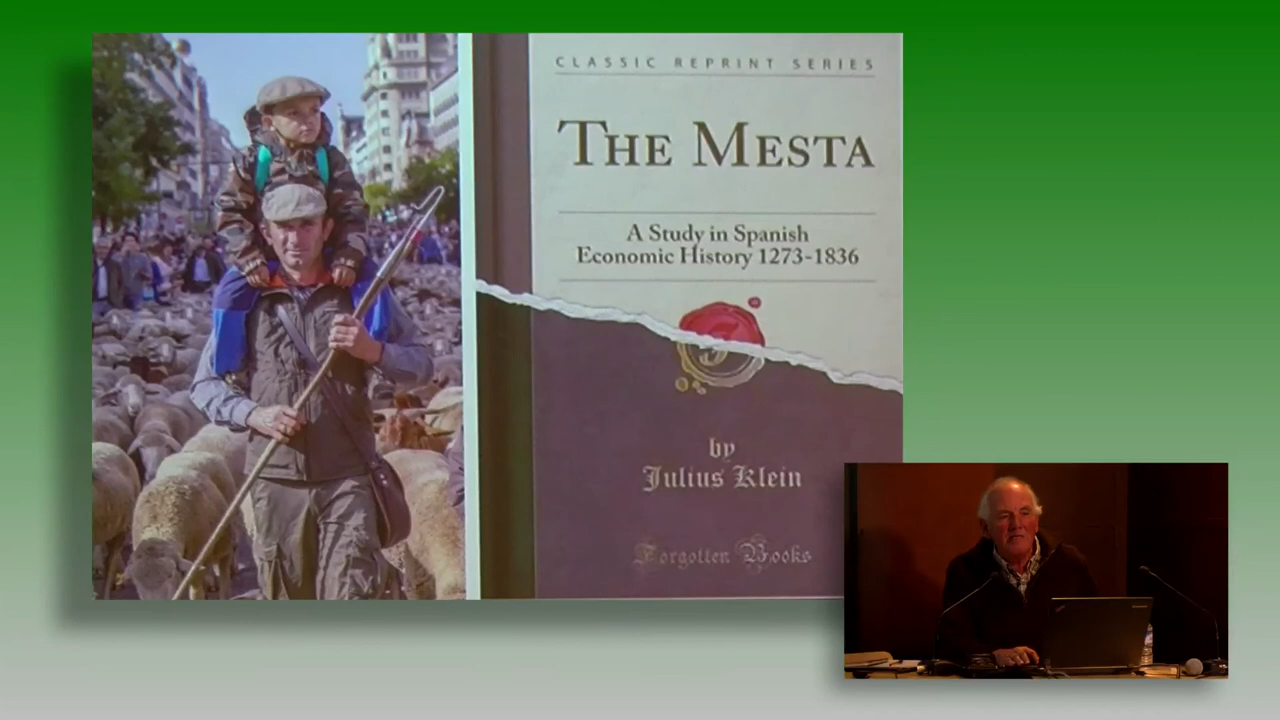 CLASSIC REPRINT SERIES
THE MESTA
A Study in Spanish
Economic History 1273-1836
by
Julius Klein
Forgotten Books